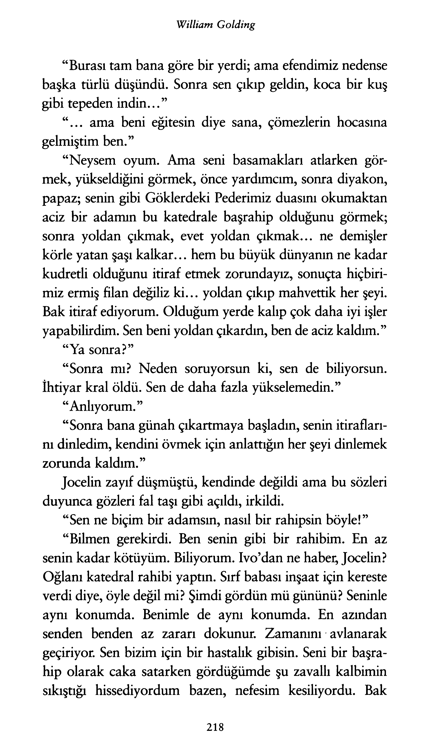 William Golding
“Burası tam bana göre bir yerdi; ama efendimiz nedense
başka türlü düşündü. Sonra sen çıkıp geldin, koca bir kuş
gibi tepeden indin...”
“... ama beni eğitesin diye sana, çömezlerin hocasına
gelmiştim ben.”
“Neysem oyum. Ama seni basamakları atlarken gör-
mek, yükseldiğini görmek, önce yardımcım, sonra diyakon,
papaz; senin gibi Göklerdeki Pederimiz duasını okumaktan
aciz bir adamın bu katedrale başrahip olduğunu görmek;
sonra yoldan çıkmak, evet yoldan çıkmak... ne demişler
körle yatan şaşı kalkar... hem bu büyük dünyanın ne kadar
kudretli olduğunu itiraf etmek zorundayız, sonuçta hiçbiri-
miz ermiş filan değiliz ki... yoldan çıkıp mahvettik her şeyi.
Bak itiraf ediyorum. Olduğum yerde kalıp çok daha iyi işler
yapabilirdim. Sen beni yoldan çıkardın, ben de aciz kaldım.”
“Ya sonra?”
“Sonra mı? Neden soruyorsun ki, sen de biliyorsun.
İhtiyar kral öldü. Sen de daha fazla yükselemedin.”
“Anlıyorum.”
“Sonra bana günah çıkartmaya başladın, senin itirafları-
nı dinledim, kendini övmek için anlattığın her şeyi dinlemek
zorunda kaldım.”
Jocelin zayıf düşmüştü, kendinde değildi ama bu sözleri
duyunca gözleri fal taşı gibi açıldı, irkildi.
“Sen ne biçim bir adamsın, nasıl bir rahipsin böyle!”
“Bilmen gerekirdi. Ben senin gibi bir rahibim. En az
senin kadar kötüyüm. Biliyorum. Ivo’dan ne haber, Jocelin?
Oğlanı katedral rahibi yaptın. Sırf babası inşaat için kereste
verdi diye, öyle değil mi? Şimdi gördün mü gününü? Seninle
aynı konumda. Benimle de aynı konumda. En azından
senden benden az zararı dokunur. Zamanını avlanarak
geçiriyor. Sen bizim için bir hastalık gibisin. Seni bir başra-
hip olarak caka satarken gördüğümde şu zavallı kalbimin
sıkıştığı hissediyordum bazen, nefesim kesiliyordu. Bak
218